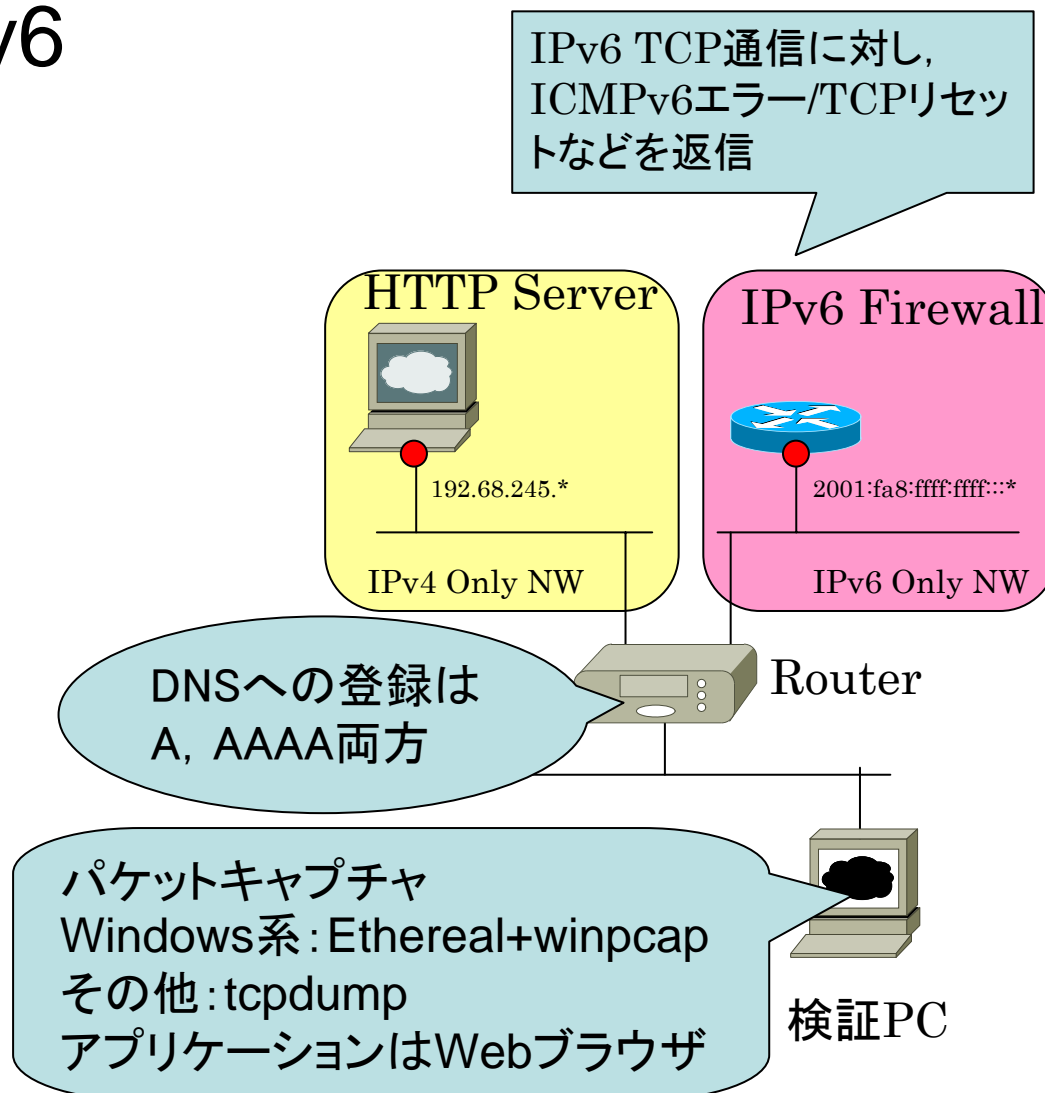 v6
IPv6 TCP通信に対し,
ICMPv6エラー/TCPリセッ
トなどを返信
HTTP Server
IPv6 Firewall
192.68.245.*
2001:fa8:ffff:ffff:::*
IPv4 Only NW
IPv6 Only NW
DNSへの登録は
A, AAAA両方
Router
パケットキャプチャ
Windows系:Ethereal+winpcap
その他:tcpdump
アプリケーションはWebブラウザ
検証PC